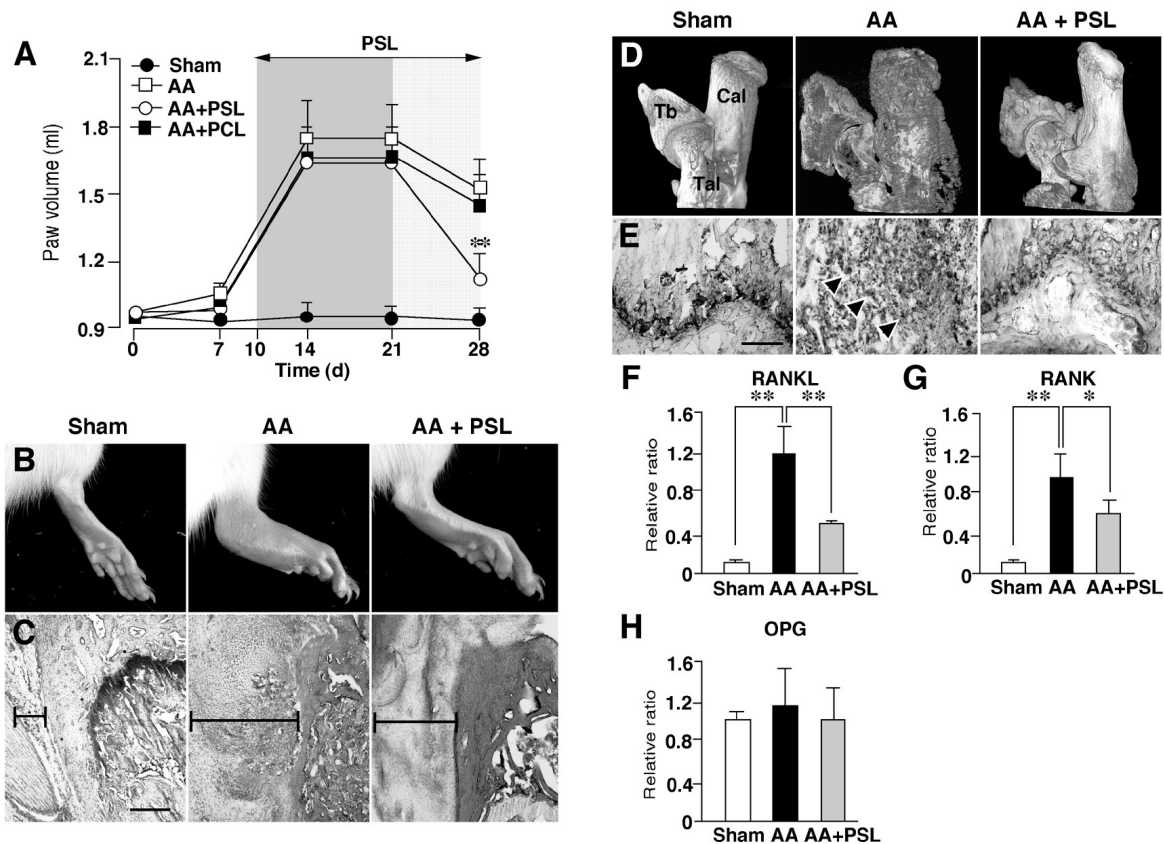 A
PSL
Sham
AA
AA+PSL
AA+PCL
Paw volume (ml)
2.1
1.8
1.5
1.2
0.9
**
0 7 10 14 21 28
Time (d)
Sham AA AA + PSL
B
C
Sham AA AA + PSL
D
Tb
Cal
Tal
E
F
RANKL
** **
Relative ratio
1.6
1.2
0.8
0.4
0
Sham AA AA+PSL
G
RANK
** *
Relative ratio
1.6
1.2
0.8
0.4
0
Sham AA AA+PSL
H
OPG
Relative ratio
1.6
1.2
0.8
0.4
0
Sham AA AA+PSL